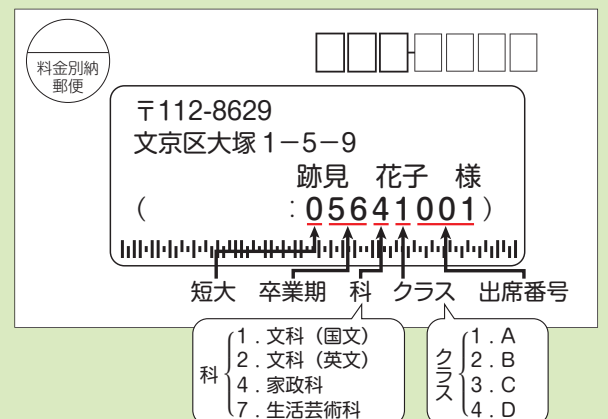 料金別納
郵便
〒112-8629
文京区大塚1−5−9
跡見 花子 様
( :05641001)
短大 卒業期 科 クラス 出席番号
科
1.文科(国文)
2.文科(英文)
4.家政科
7.生活芸術科
クラス
1.A
2.B
3.C
4.D